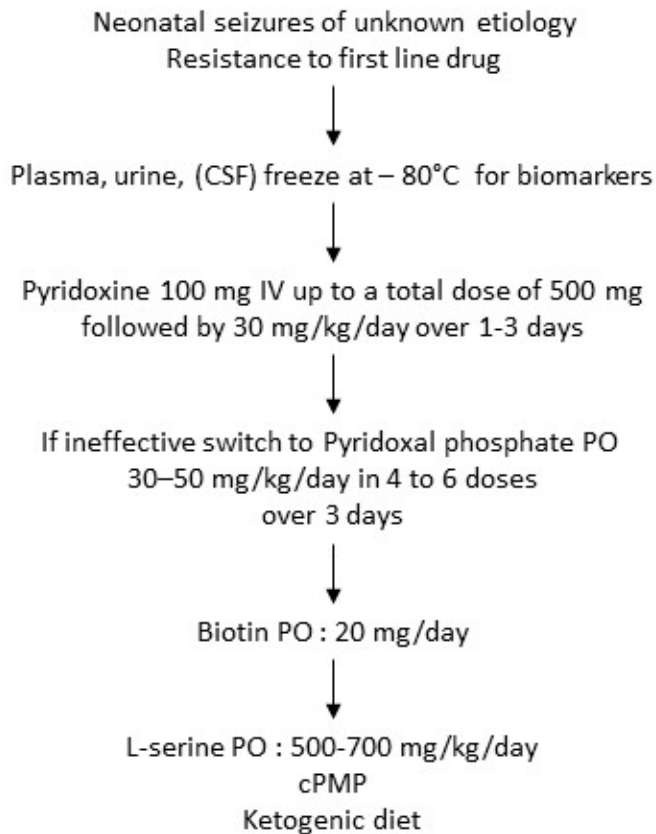 Neonatal seizures of unknown etiology
Resistance to first line drug
Plasma, urine, (CSF) freeze at – 80°C for biomarkers
Pyridoxine 100 mg IV up to a total dose of 500 mg
followed by 30 mg/kg/day over 1-3 days
If ineffective switch to Pyridoxal phosphate PO
30–50 mg/kg/day in 4 to 6 doses
over 3 days
Biotin PO : 20 mg/day
L-serine PO : 500-700 mg/kg/day
cPMP
Ketogenic diet